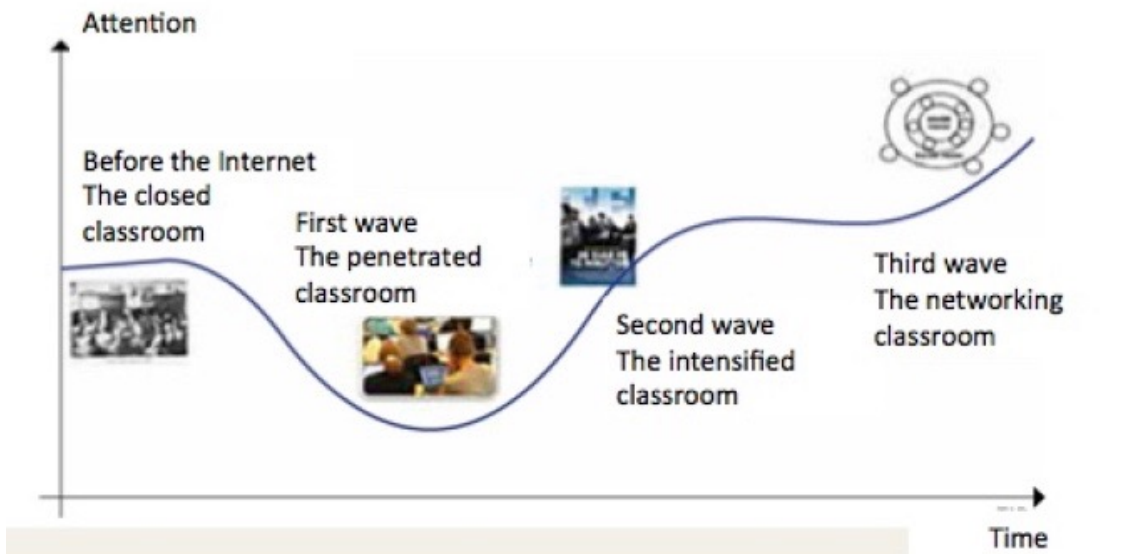 Attention
Before the Internet
The closed
classroom
First wave
The penetrated
classroom
Second wave
The intensified
classroom
Third wave
The networking
classroom
Time